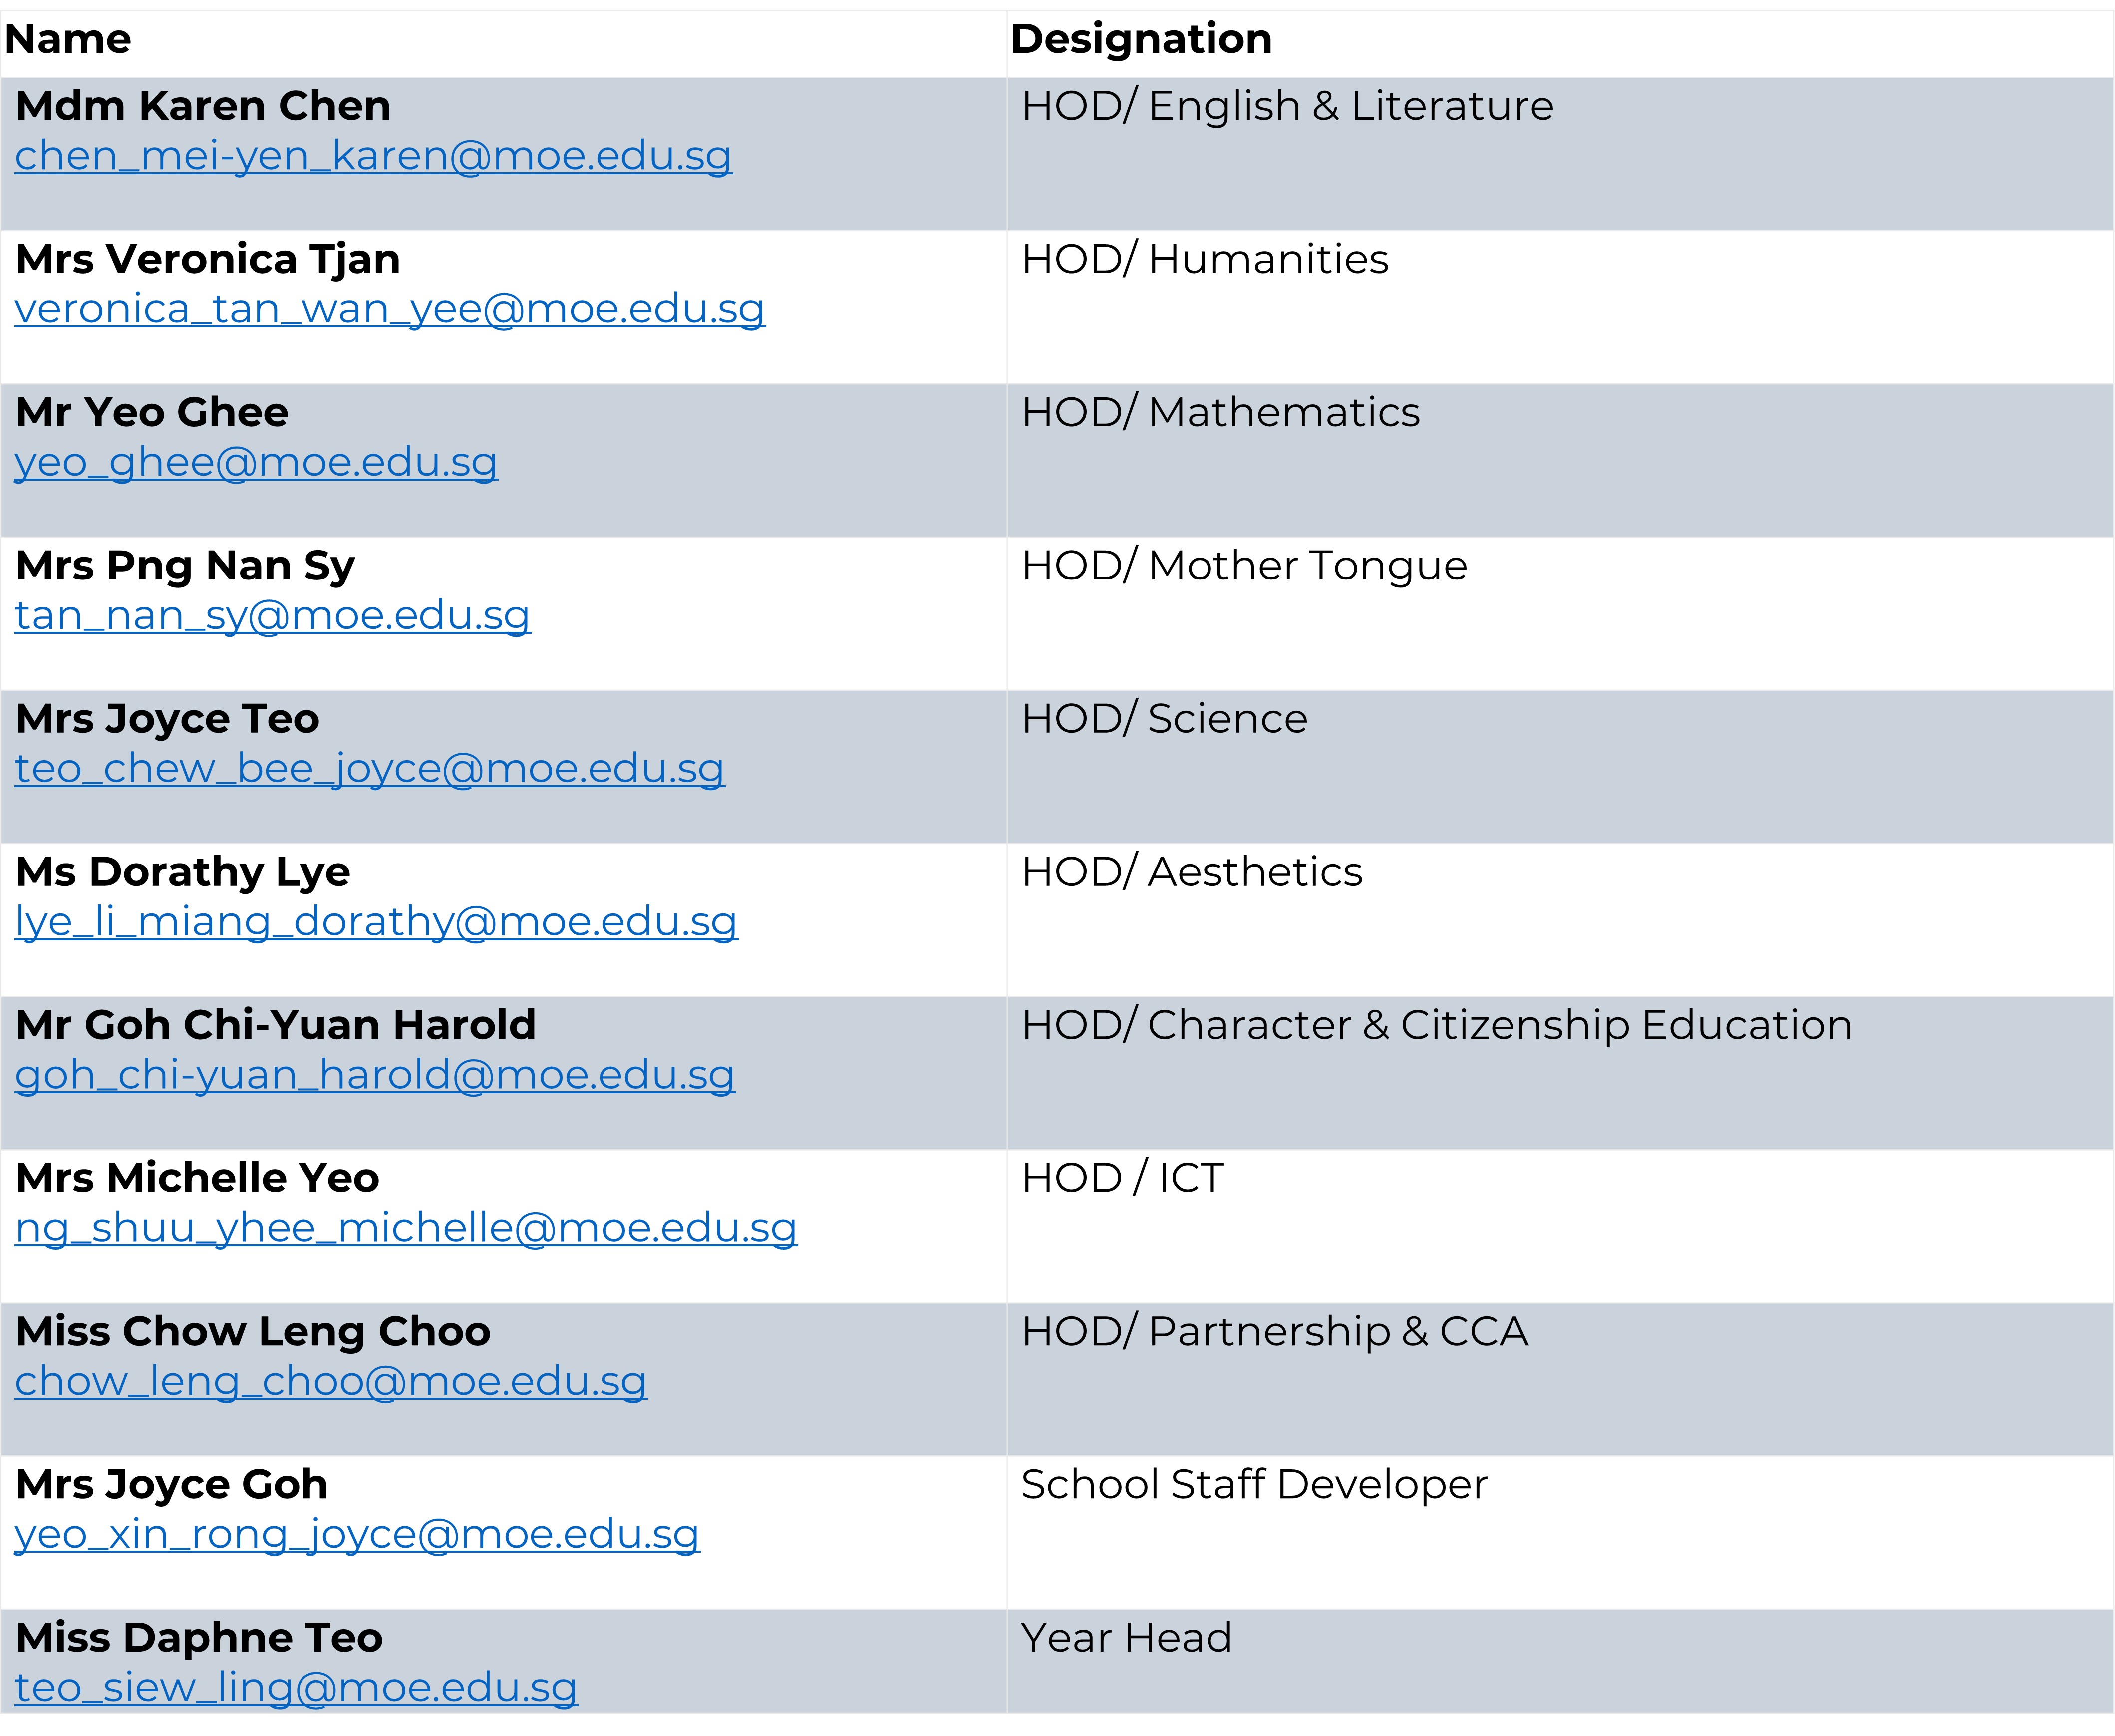 Name Designation
Mdm Karen Chen HOD/ English & Literature
chen_mei-yen_karen@moe.edu.sg
Mrs Veronica Tjan HOD/ Humanities
veronica_tan_wan_yee@moe.edu.sg
Mr Yeo Ghee HOD/ Mathematics
yeo_ghee@moe.edu.sg
Mrs Png Nan Sy HOD/ Mother Tongue
tan_nan_sy@moe.edu.sg
Mrs Joyce Teo HOD/ Science
teo_chew_bee_joyce@moe.edu.sg
Ms Dorathy Lye HOD/ Aesthetics
lye_li_miang_dorathy@moe.edu.sg
Mr Goh Chi-Yuan Harold HOD/ Character & Citizenship Education
goh_chi-yuan_harold@moe.edu.sg
Mrs Michelle Yeo HOD / ICT
ng_shuu_yhee_michelle@moe.edu.sg
Miss Chow Leng Choo HOD/ Partnership & CCA
chow_leng_choo@moe.edu.sg
Mrs Joyce Goh School Staff Developer
yeo_xin_rong_joyce@moe.edu.sg
Miss Daphne Teo Year Head
teo_siew_ling@moe.edu.sg